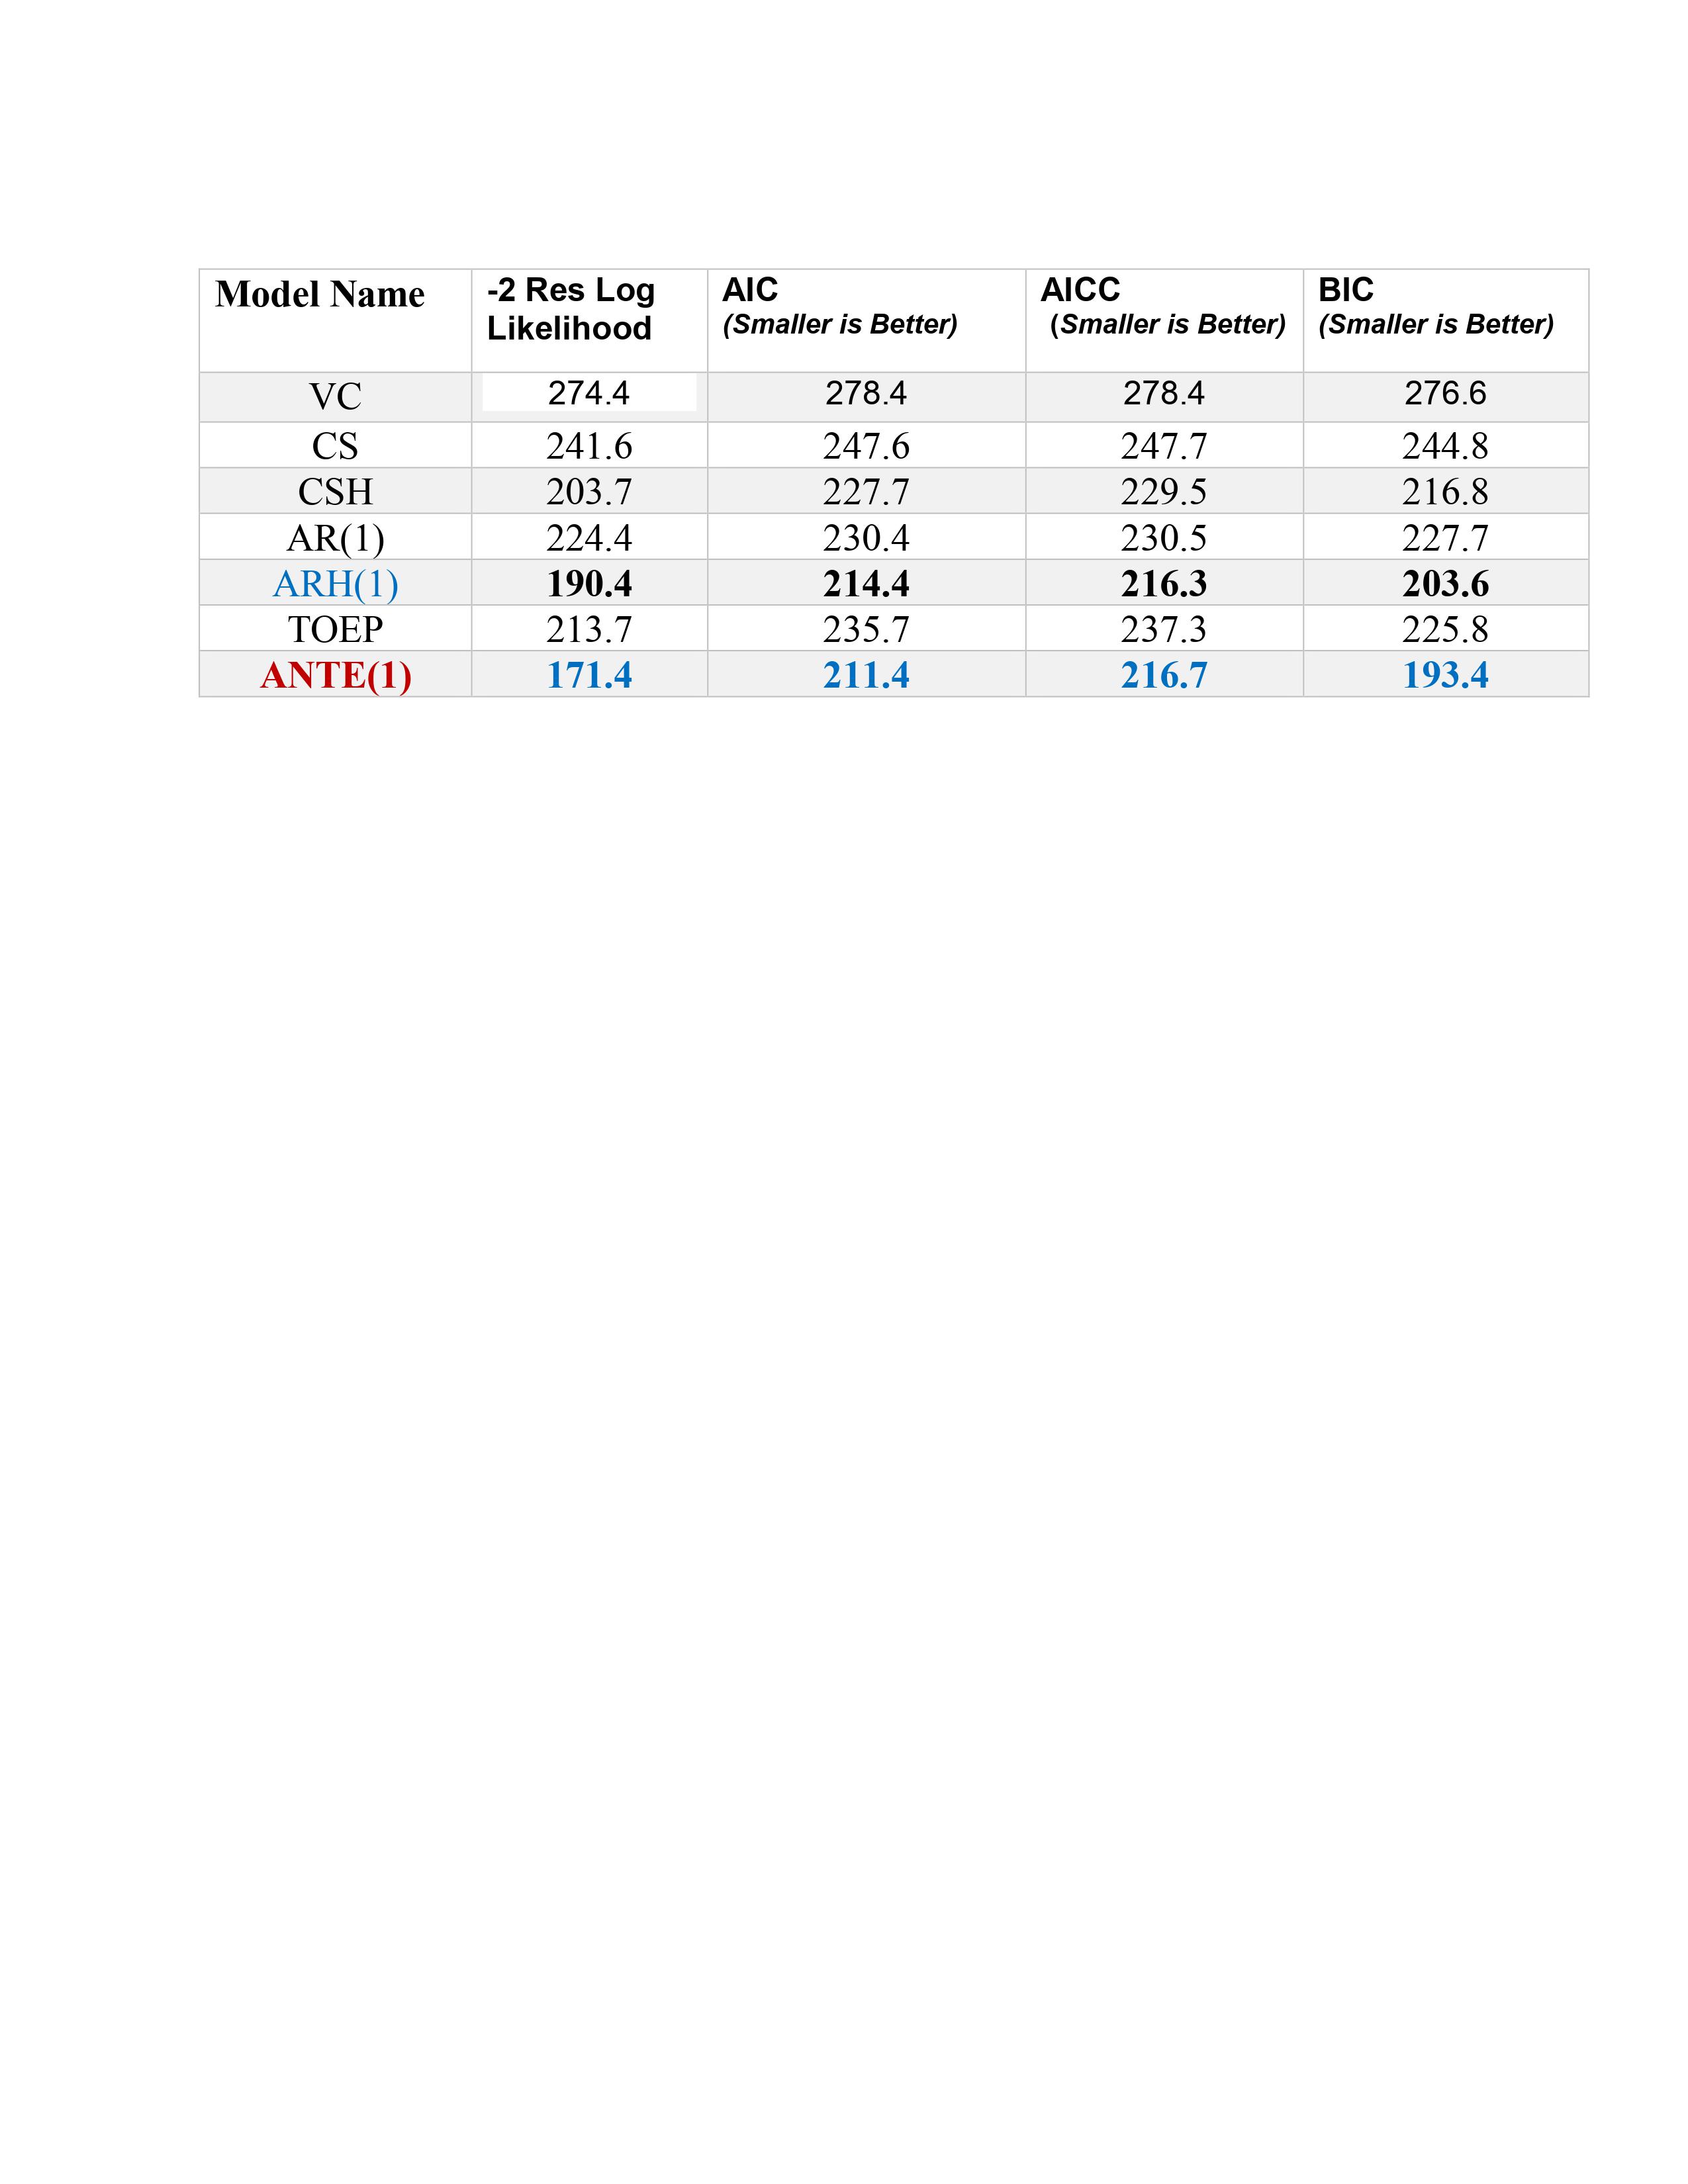 Model Name -2 Res Log Likelihood AIC (Smaller is Better) AICC (Smaller is Better) BIC (Smaller is Better)
VC 274.4 278.4 278.4 276.6
CS 241.6 247.6 247.7 244.8
CSH 203.7 227.7 229.5 216.8
AR(1) 224.4 230.4 230.5 227.7
ARH(1) 190.4 214.4 216.3 203.6
TOEP 213.7 235.7 237.3 225.8
ANTE(1) 171.4 211.4 216.7 193.4